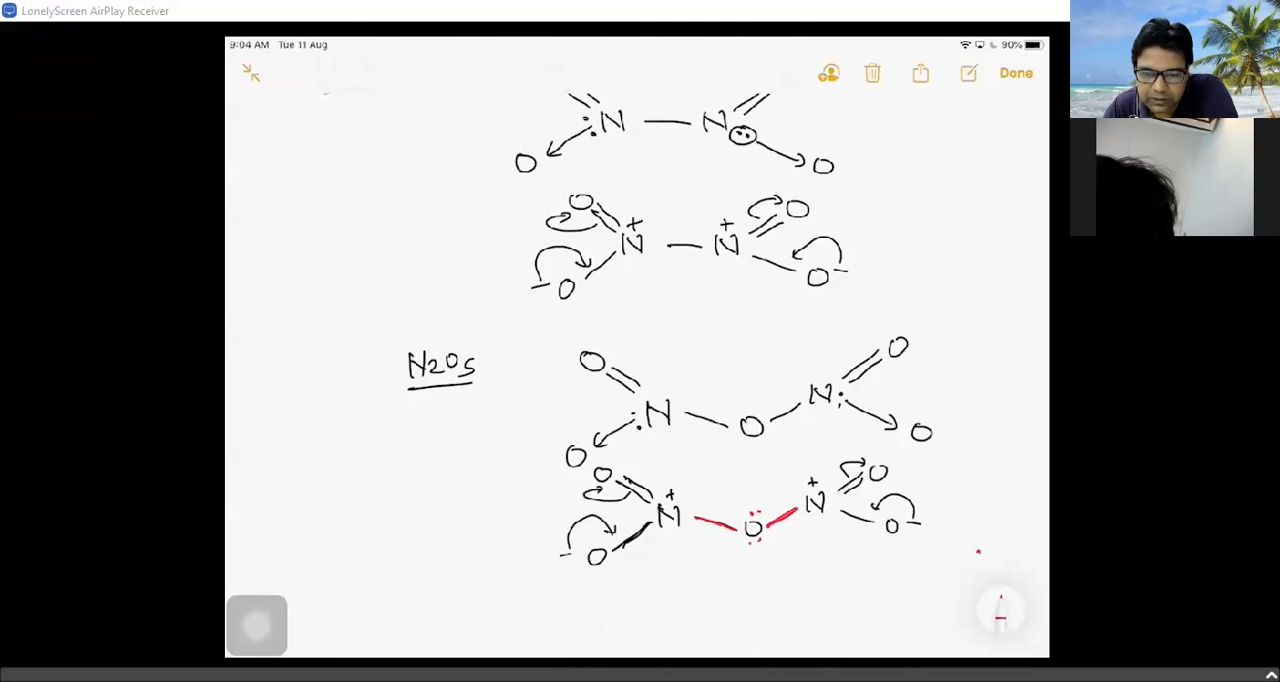 LonelyScreen AirPlay Receiver
9:04 AM Tue 11 Aug
90%
Done
:N — N
O O
O O
+ +
N — N
- O O -
N2O5
O O
:N O N:
O O
O O
+ +
N O N
- O O -